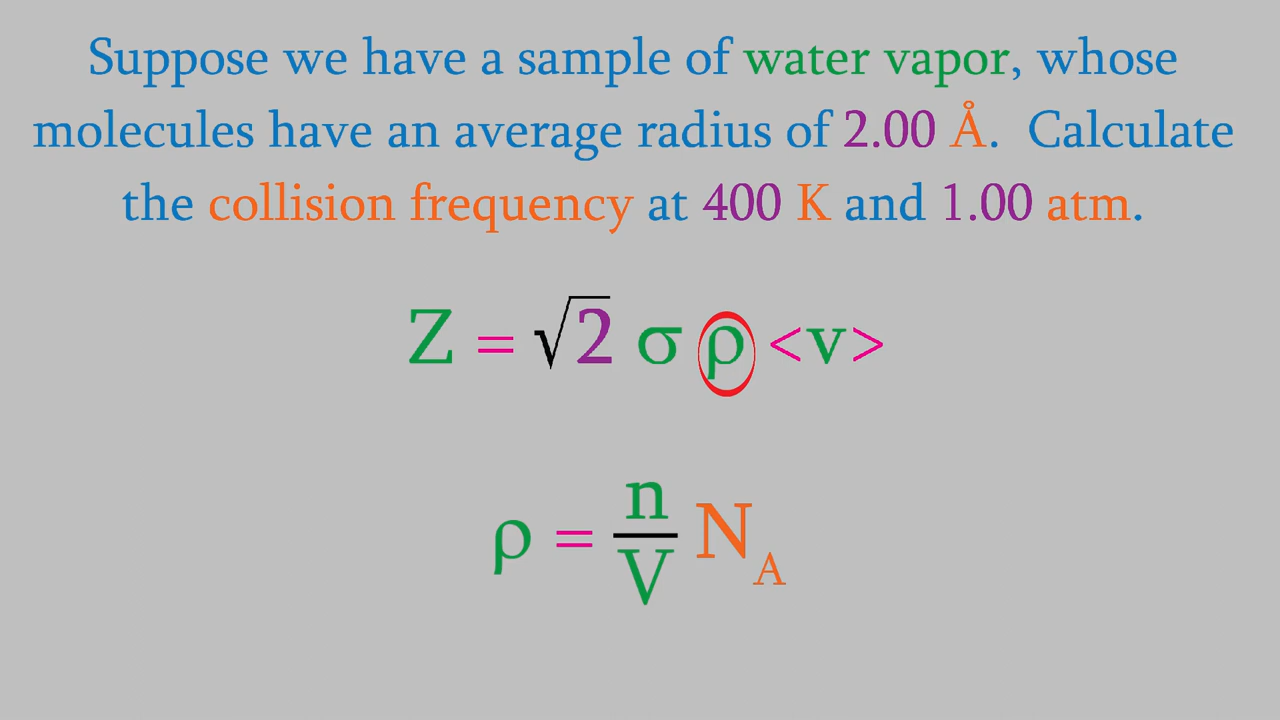 Suppose we have a sample of water vapor, whose
molecules have an average radius of 2.00 Å. Calculate
the collision frequency at 400 K and 1.00 atm.
Z = √2 σ ρ <v>
ρ = n/V N_A